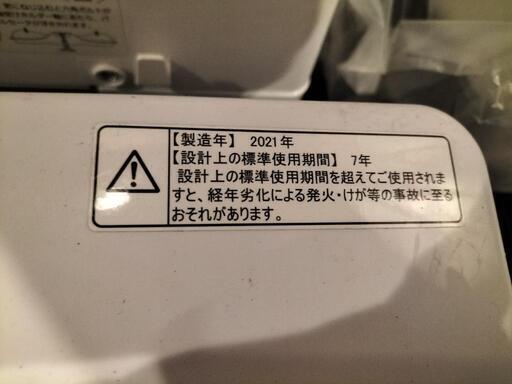 【製造年】 2021年
【設計上の標準使用期間】 7年
設計上の標準使用期間を超えてご使用されま
すと、経年劣化による発火・けが等の事故に至る
おそれがあります。